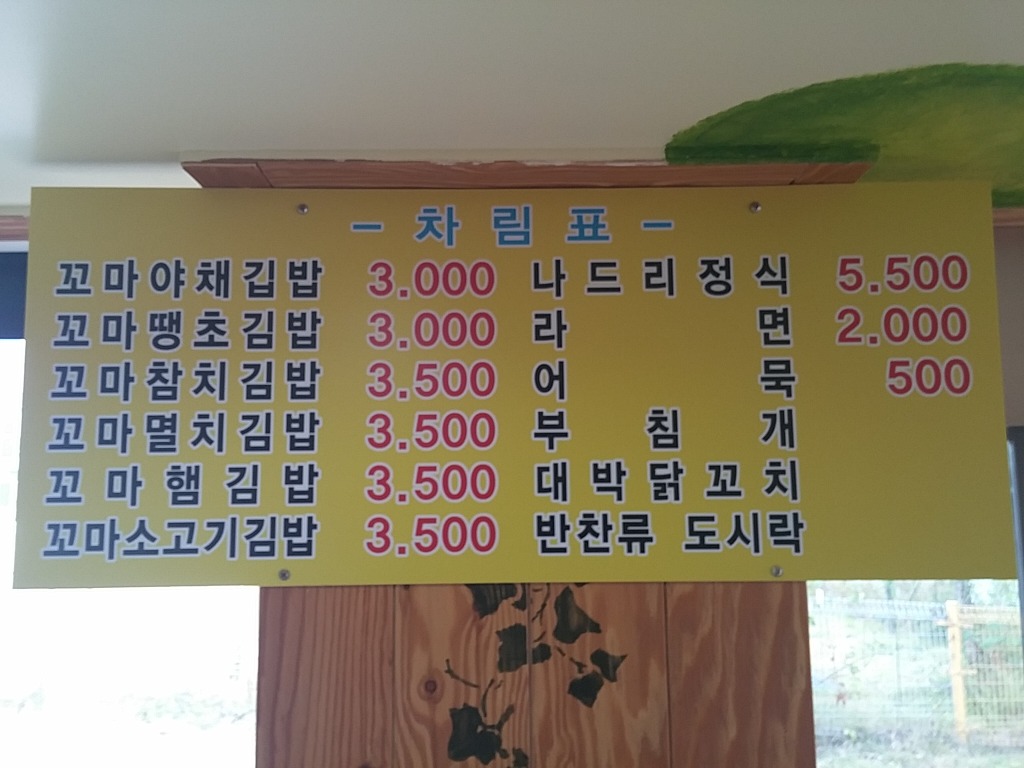 - 차림표 -
꼬마야채김밥 3.000
꼬마땡초김밥 3.000
꼬마참치김밥 3.500
꼬마멸치김밥 3.500
꼬마햄김밥 3.500
꼬마소고기김밥 3.500
나드리정식 5.500
라면 2.000
어묵 500
부침개
대박닭꼬치
반찬류 도시락